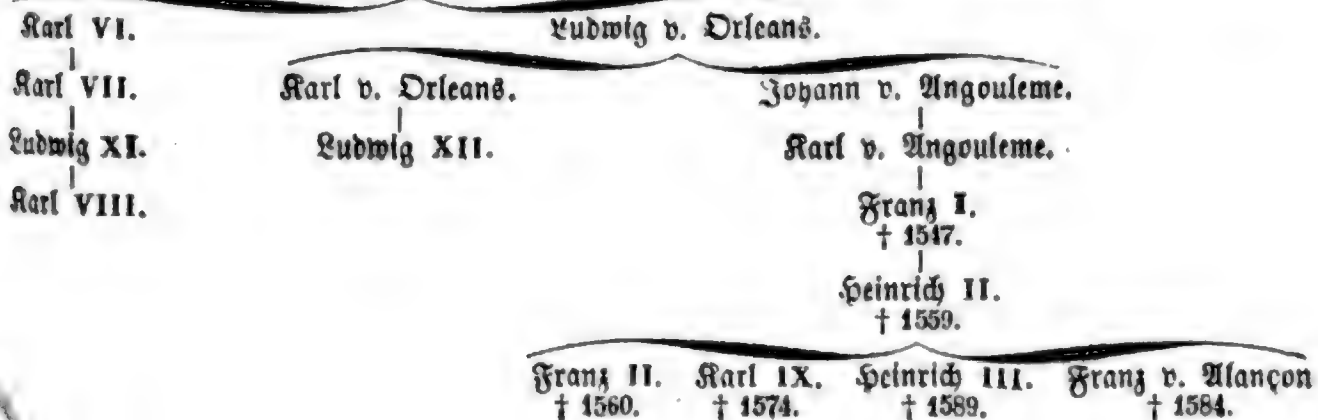 Karl VI. Ludwig v. Orleans.
Karl VII. Karl v. Orleans. Johann v. Angouleme.
Ludwig XI. Ludwig XII. Karl v. Angouleme.
Karl VIII. Franz I.
† 1547.
Heinrich II.
† 1559.
Franz II. Karl IX. Heinrich III. Franz v. Alançon
† 1560. † 1574. † 1589. † 1584.